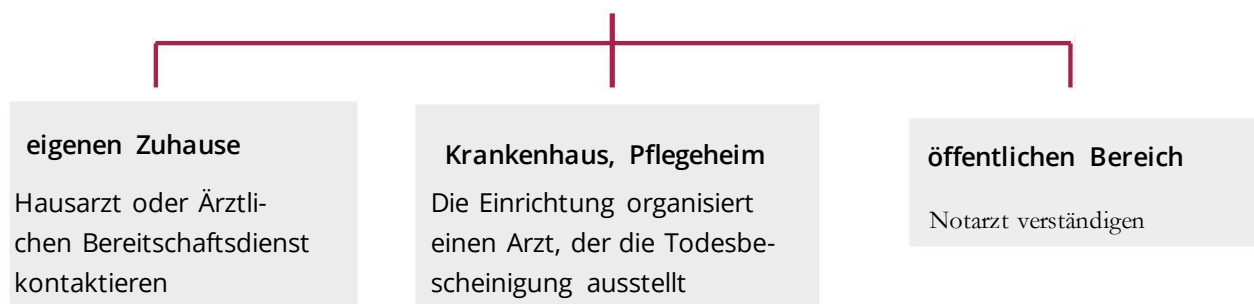 eigenen Zuhause
Hausarzt oder Ärztli-
chen Bereitschaftsdienst
kontaktieren
Krankenhaus, Pflegeheim
Die Einrichtung organisiert
einen Arzt, der die Todesbe-
scheinigung ausstellt
öffentlichen Bereich
Notarzt verständigen